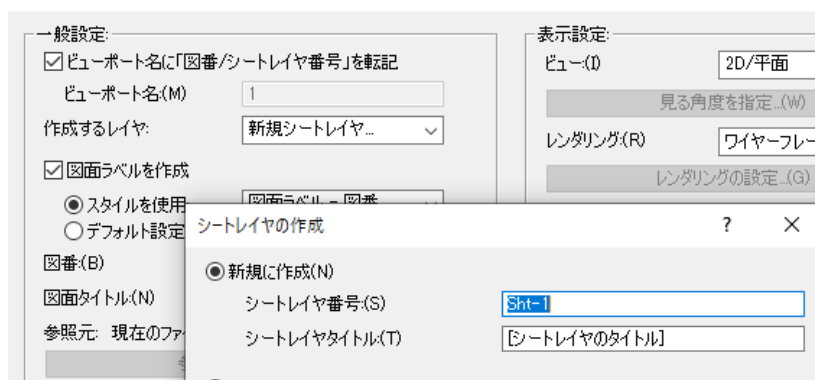 一般設定:
☑ビューポート名に「図番/シートレイヤ番号」を転記
ビューポート名:(M) 1
作成するレイヤ: 新規シートレイヤ...
☑図面ラベルを作成
スタイルを使用: 図面ラベル - 図番
デフォルト設定
図番:(B)
図面タイトル:(N)
参照元: 現在のファ
表示設定:
ビュー:(I) 2D/平面
見る角度を指定...(W)
レンダリング:(R) ワイヤーフレー
レンダリングの設定...(G)
シートレイヤの作成 ? ×
新規に作成(N)
シートレイヤ番号:(S) Sht-1
シートレイヤタイトル:(T) [シートレイヤのタイトル]